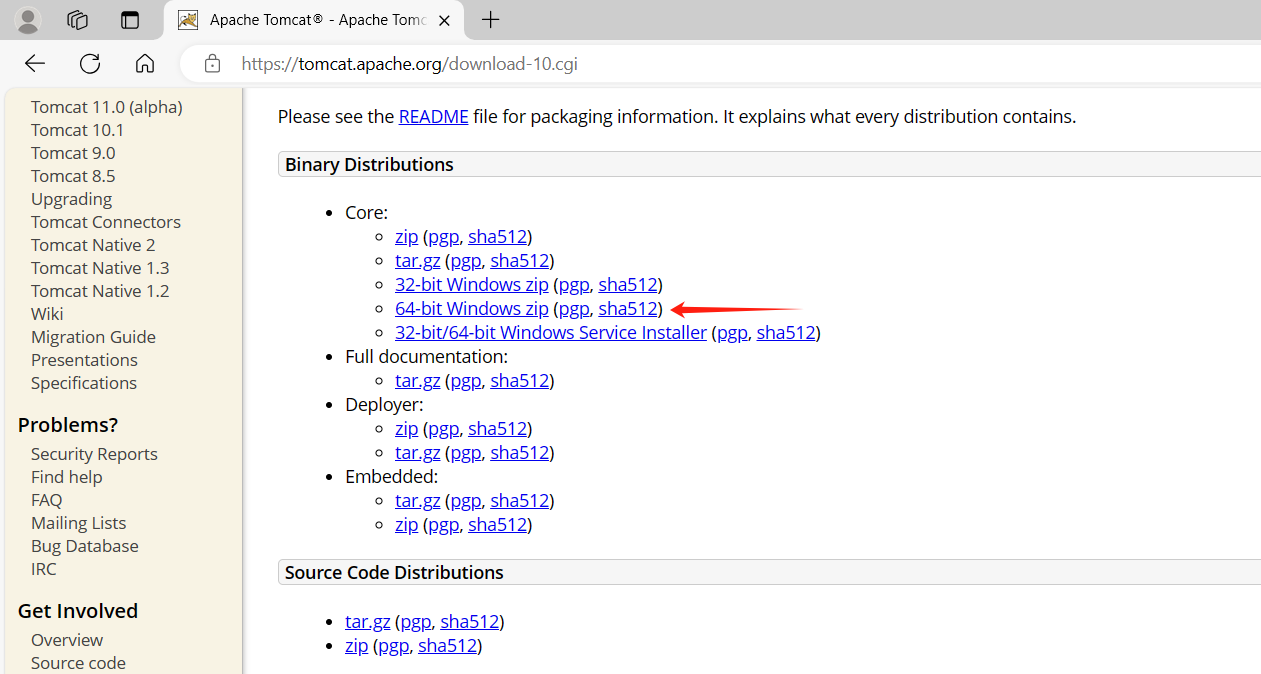 Apache Tomcat® - Apache Tomc
https://tomcat.apache.org/download-10.cgi
Tomcat 11.0 (alpha)
Tomcat 10.1
Tomcat 9.0
Tomcat 8.5
Upgrading
Tomcat Connectors
Tomcat Native 2
Tomcat Native 1.3
Tomcat Native 1.2
Wiki
Migration Guide
Presentations
Specifications
Problems?
Security Reports
Find help
FAQ
Mailing Lists
Bug Database
IRC
Get Involved
Overview
Source code
Please see the README file for packaging information. It explains what every distribution contains.
Binary Distributions
Core:
zip (pgp, sha512)
tar.gz (pgp, sha512)
32-bit Windows zip (pgp, sha512)
64-bit Windows zip (pgp, sha512)
32-bit/64-bit Windows Service Installer (pgp, sha512)
Full documentation:
tar.gz (pgp, sha512)
Deployer:
zip (pgp, sha512)
tar.gz (pgp, sha512)
Embedded:
tar.gz (pgp, sha512)
zip (pgp, sha512)
Source Code Distributions
tar.gz (pgp, sha512)
zip (pgp, sha512)